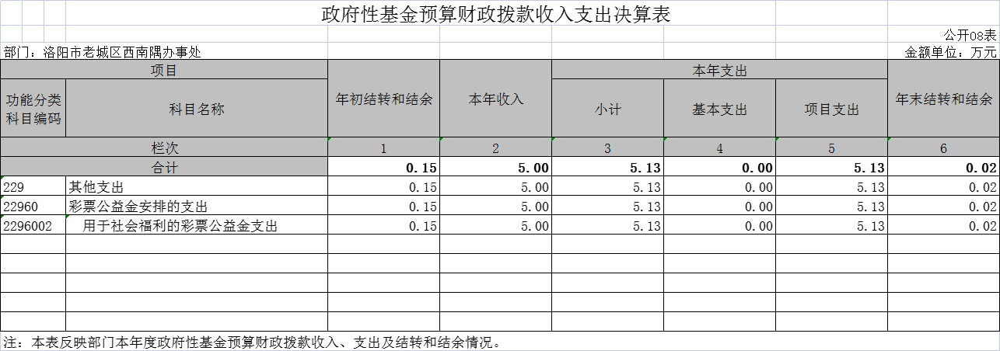 政府性基金预算财政拨款收入支出决算表
公开08表
部门：洛阳市老城区西南隅办事处 金额单位：万元
项目 年初结转和结余 本年收入 本年支出 年末结转和结余
功能分类科目编码 科目名称 小计 基本支出 项目支出
栏次 1 2 3 4 5 6
合计 0.15 5.00 5.13 0.00 5.13 0.02
229 其他支出 0.15 5.00 5.13 0.00 5.13 0.02
22960 彩票公益金安排的支出 0.15 5.00 5.13 0.00 5.13 0.02
2296002 用于社会福利的彩票公益金支出 0.15 5.00 5.13 0.00 5.13 0.02
注：本表反映部门本年度政府性基金预算财政拨款收入、支出及结转和结余情况。